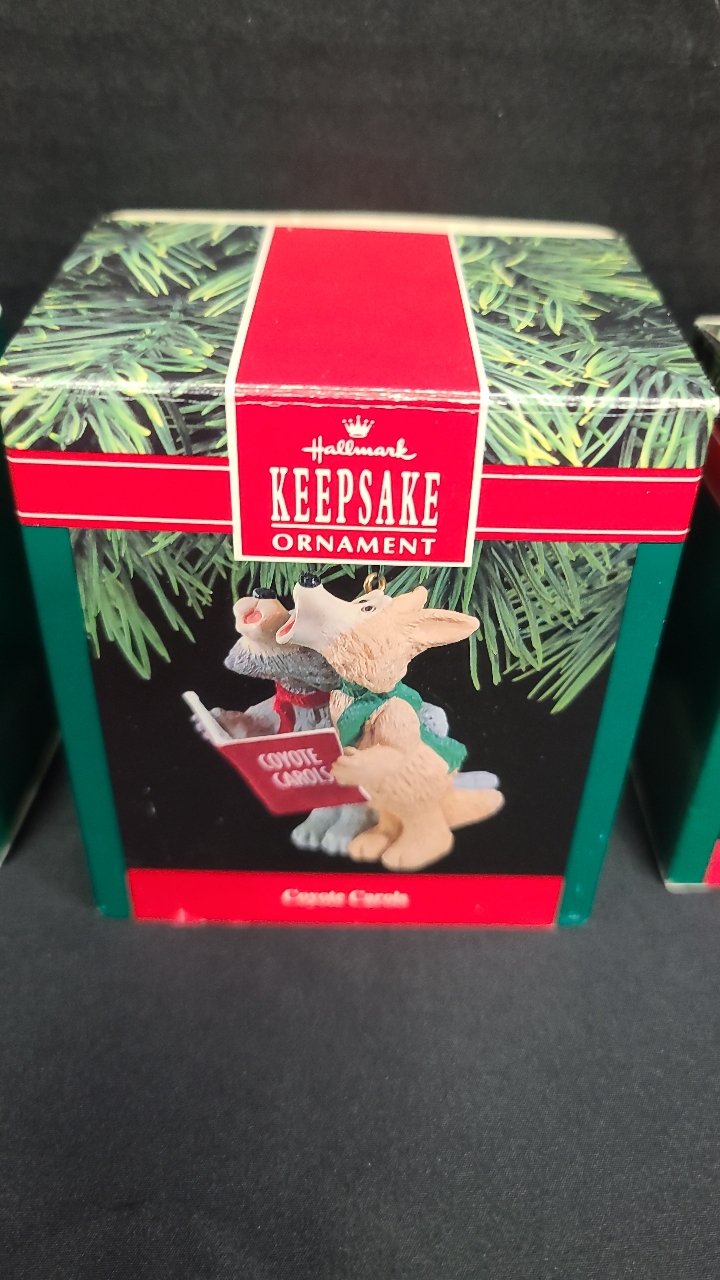 Hallmark
KEEPSAKE
ORNAMENT
COYOTE
CAROLS
Coyote Carols